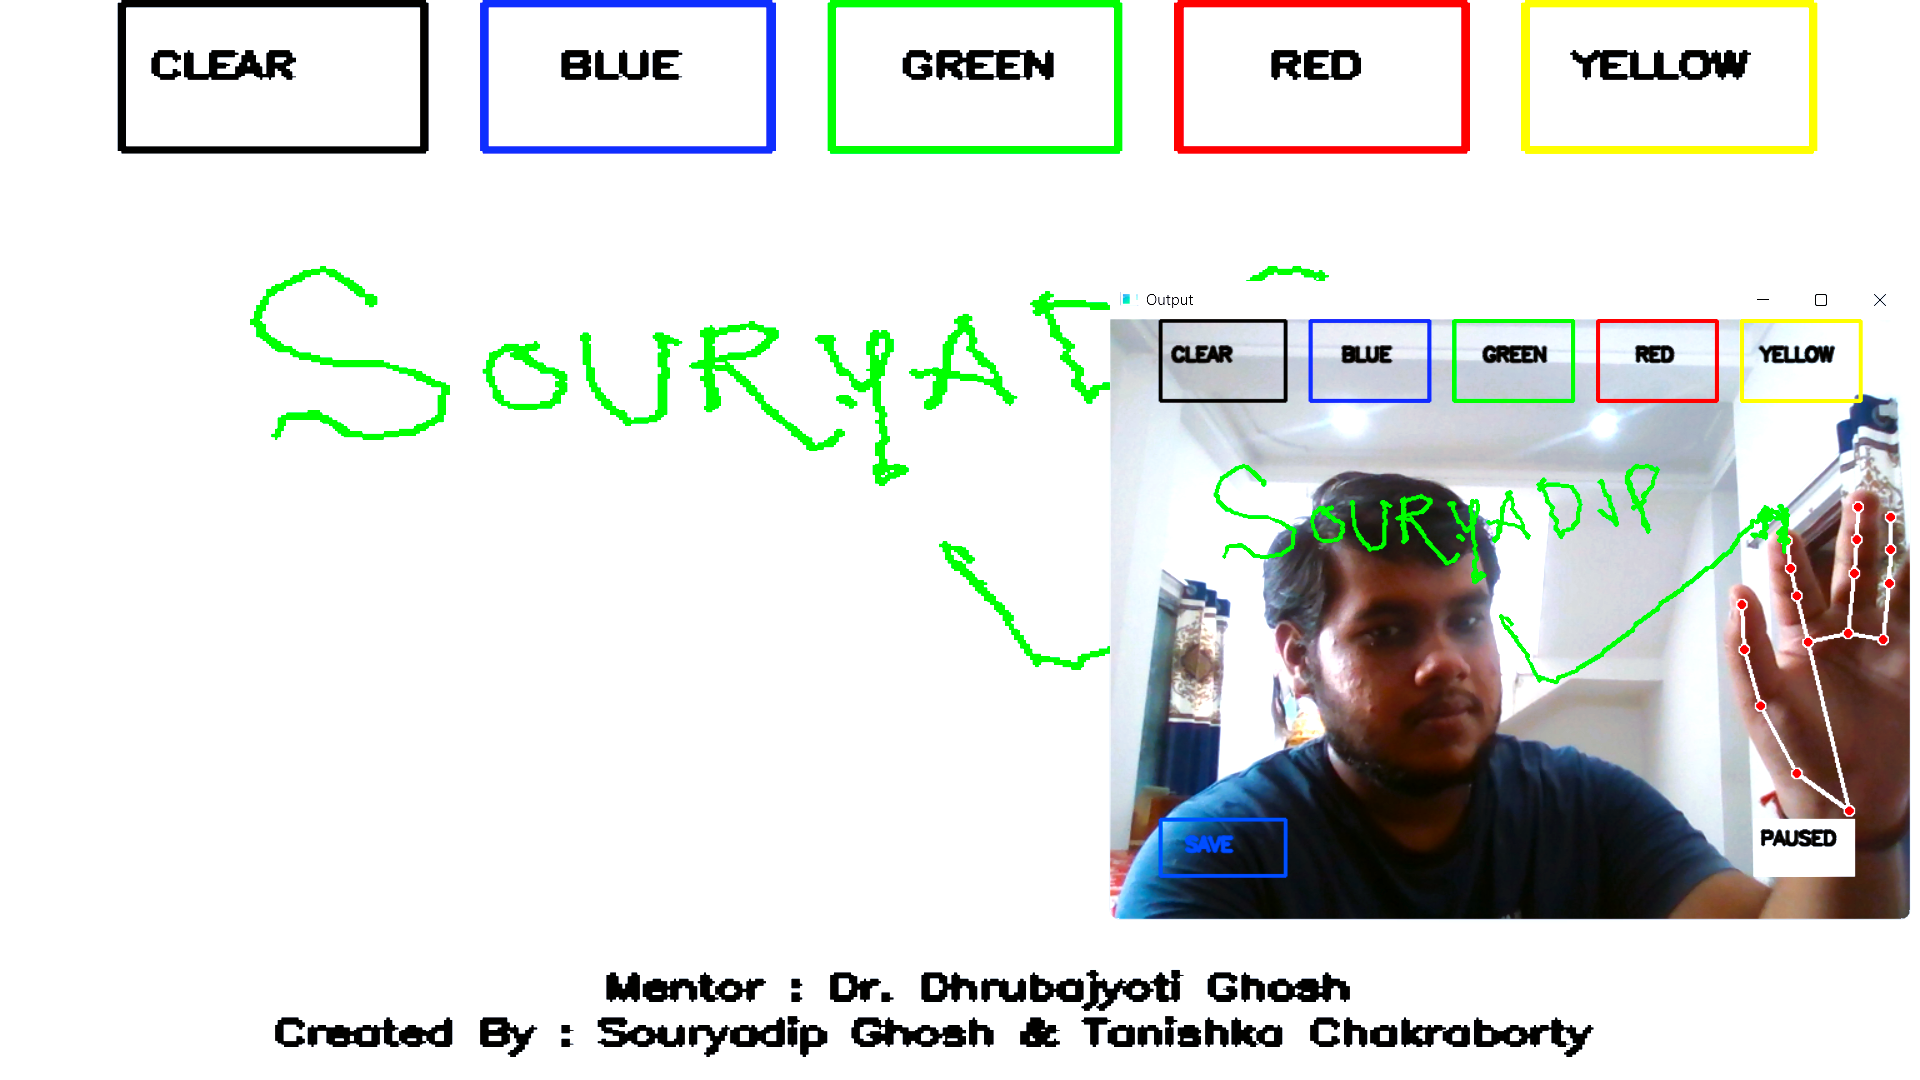 CLEAR BLUE GREEN RED YELLOW
SOURYAD
Output
CLEAR BLUE GREEN RED YELLOW
SOURYADIP
SAVE
PAUSED
Mentor : Dr. Dhrubajyoti Ghosh
Created By : Souryadip Ghosh & Tanishka Chakraborty